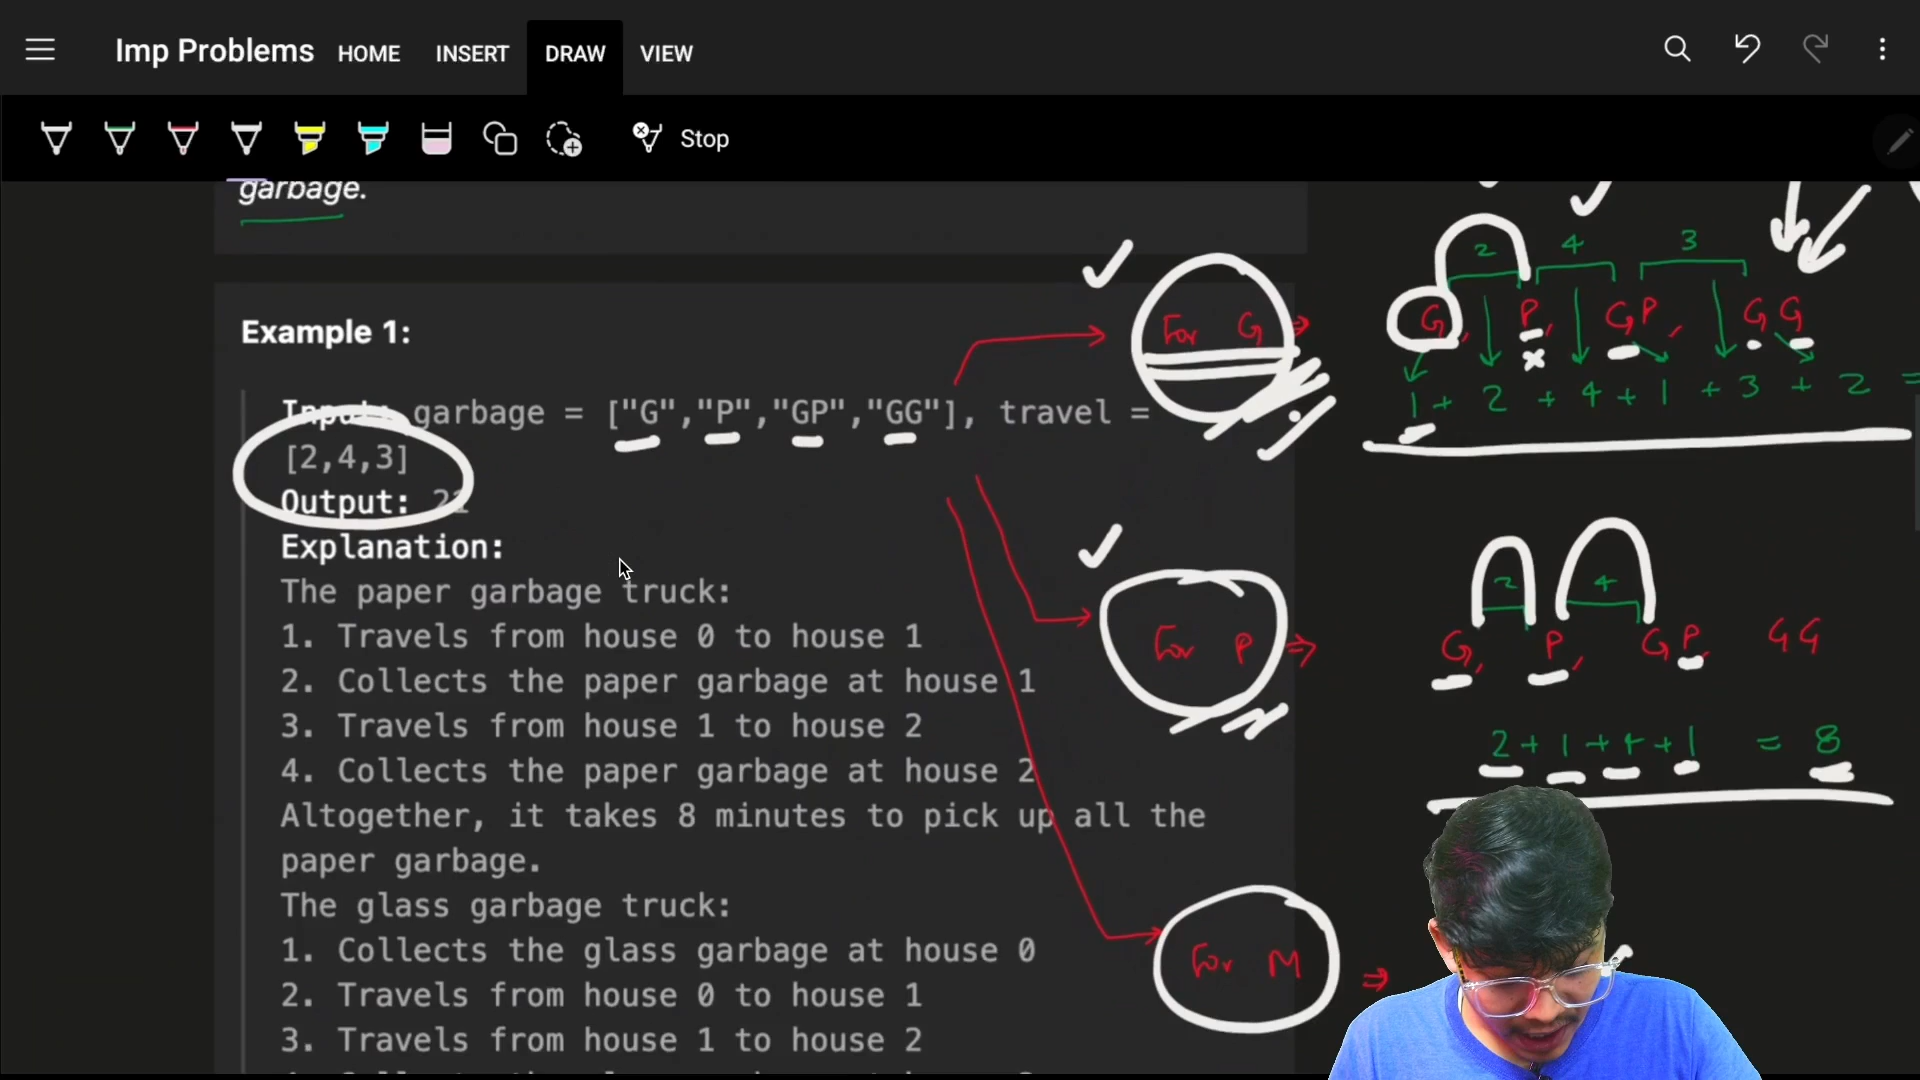 Imp Problems HOME INSERT DRAW VIEW
Stop
garbage.
Example 1:
Input: garbage = ["G","P","GP","GG"], travel =
[2,4,3]
Output: 21
Explanation:
The paper garbage truck:
1. Travels from house 0 to house 1
2. Collects the paper garbage at house 1
3. Travels from house 1 to house 2
4. Collects the paper garbage at house 2
Altogether, it takes 8 minutes to pick up all the
paper garbage.
The glass garbage truck:
1. Collects the glass garbage at house 0
2. Travels from house 0 to house 1
3. Travels from house 1 to house 2
For G ⇒
2 4 3
G, P, GP, GG
1 + 2 + 4 + 1 + 3 + 2 =
For P ⇒
2 4
G, P, GP, GG
2 + 1 + 4 + 1 = 8
For M ⇒